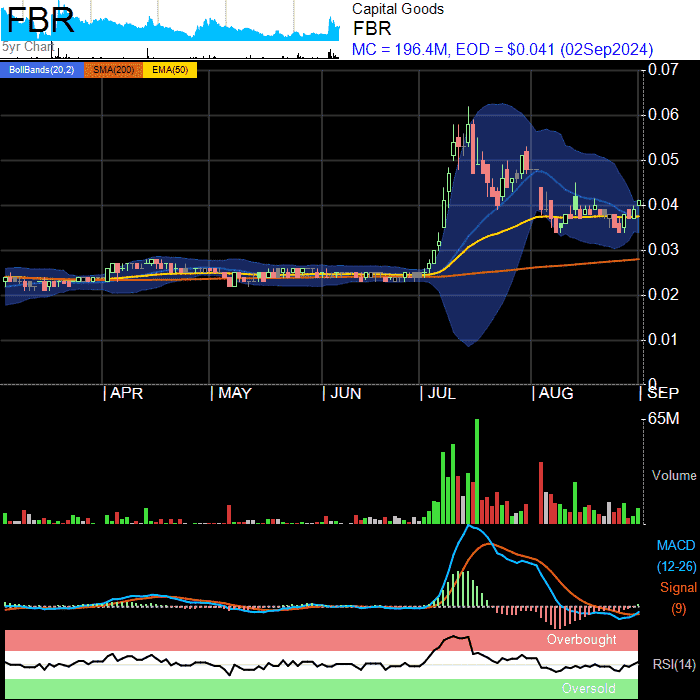 FBR
5yr Chart
Capital Goods
FBR
MC = 196.4M, EOD = $0.041 (02Sep2024)
BollBands(20,2) SMA(200) EMA(50)
0.07
0.06
0.05
0.04
0.03
0.02
0.01
0
APR MAY JUN JUL AUG SEP
65M
Volume
MACD
(12-26)
Signal
(9)
Overbought
RSI(14)
Oversold